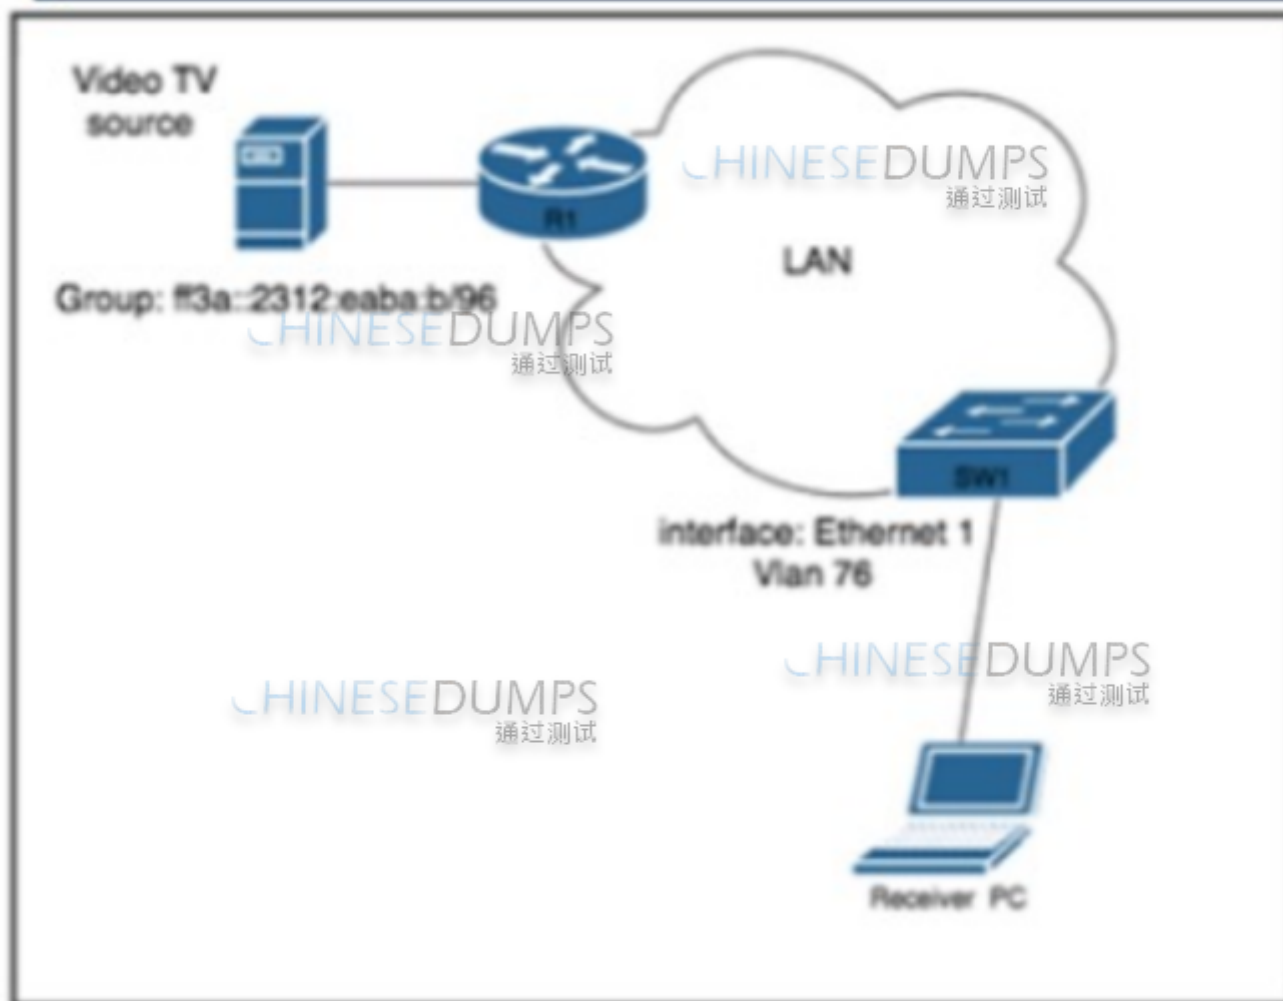 Video TV
source
R1
CHINESEDUMPS
通过测试
LAN
Group: ff3a::2312:eaba:b/96
CHINESEDUMPS
通过测试
SW1
interface: Ethernet 1
Vlan 76
CHINESEDUMPS
通过测试
CHINESEDUMPS
通过测试
Receiver PC